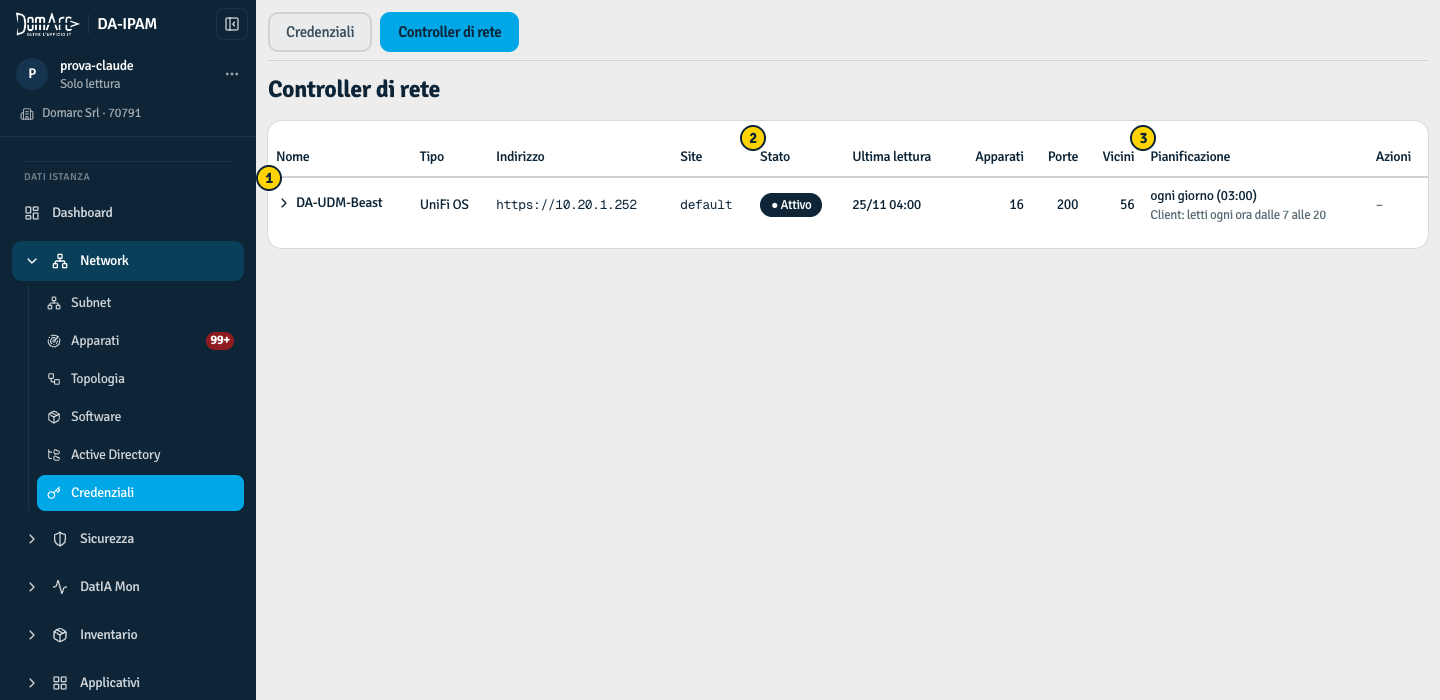 DomArc
OLTRE L'UFFICIO IT
DA-IPAM
P
prova-claude
Solo lettura
Domarc Srl · 70791
DATI ISTANZA
Dashboard
Network
Subnet
Apparati 99+
Topologia
Software
Active Directory
Credenziali
Sicurezza
DatIA Mon
Inventario
Applicativi
Credenziali Controller di rete
Controller di rete
1 2 3
Nome Tipo Indirizzo Site Stato Ultima lettura Apparati Porte Vicini Pianificazione Azioni
DA-UDM-Beast UniFi OS https://10.20.1.252 default ● Attivo 25/11 04:00 16 200 56 ogni giorno (03:00) –
Client: letti ogni ora dalle 7 alle 20